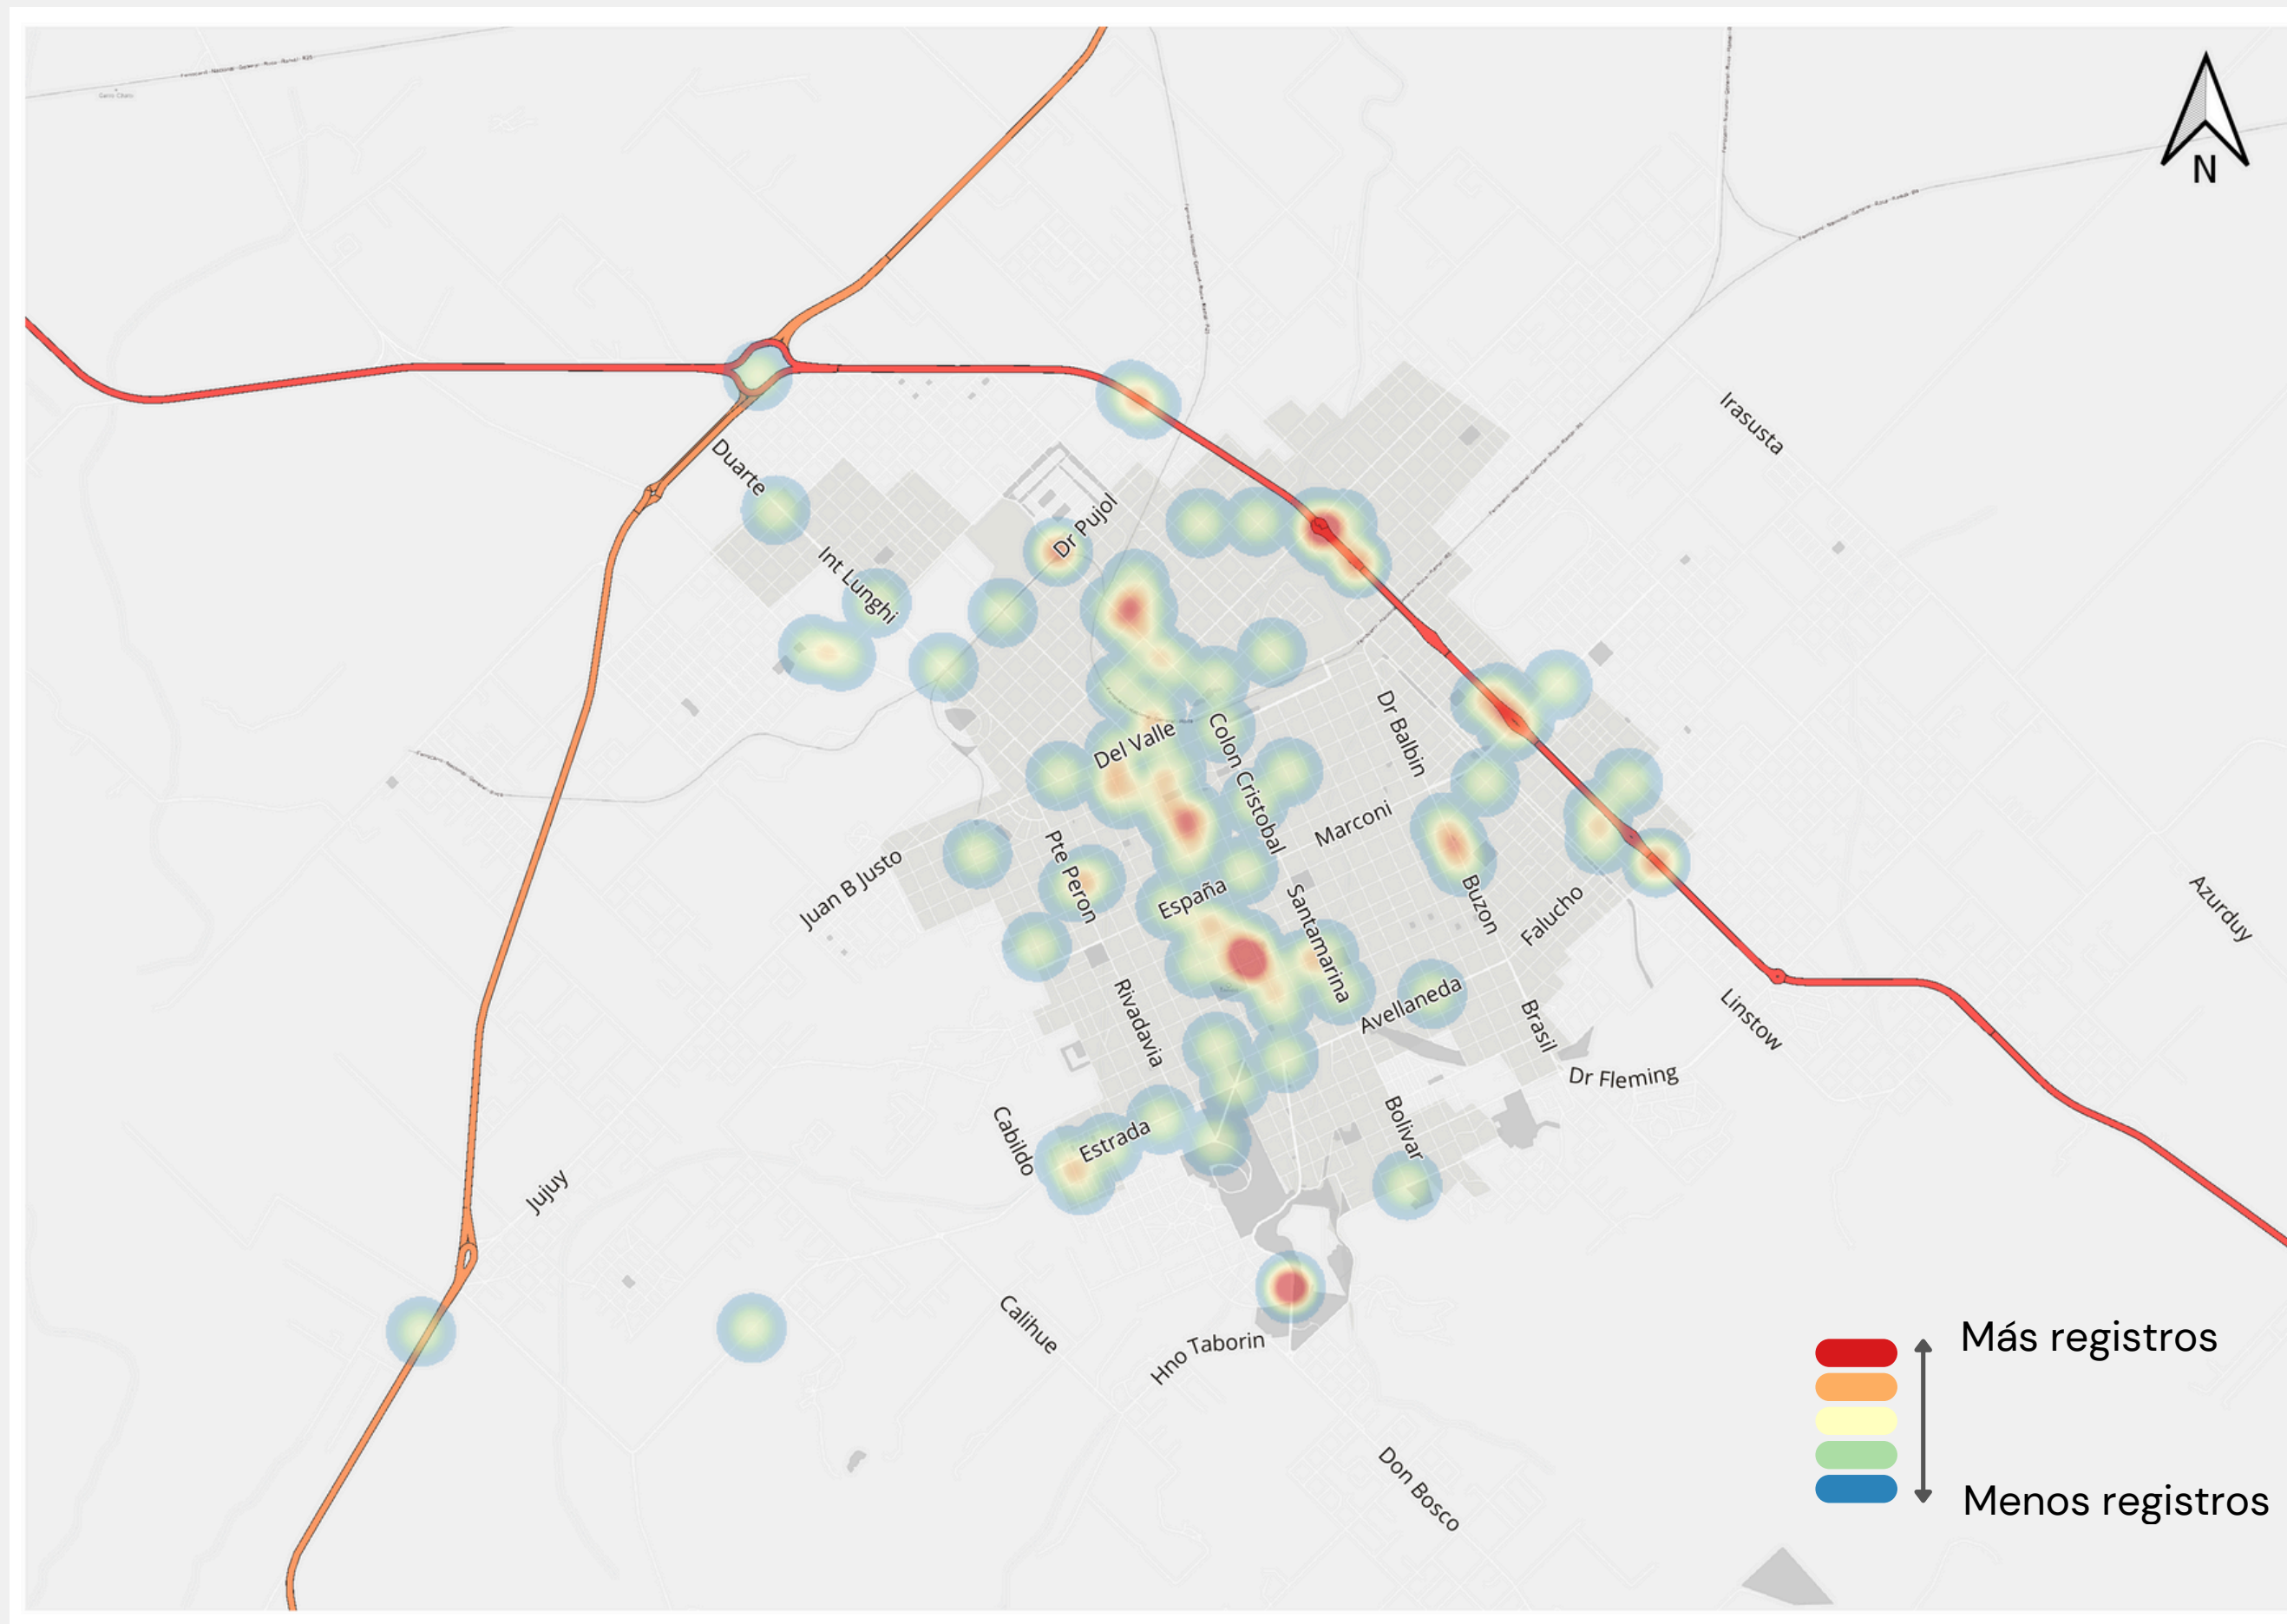 N
Irasusta
Duarte
Dr Pujol
Int Lunghi
Dr Balbin
Colon Cristobal
Del Valle
Marconi
Pte Peron
Juan B Justo
España
Buzon
Santamarina
Falucho
Azurduy
Rivadavia
Avellaneda
Brasil
Linstow
Dr Fleming
Cabildo
Estrada
Bolivar
Jujuy
Calihue
Hno Taborin
Don Bosco
Más registros
Menos registros